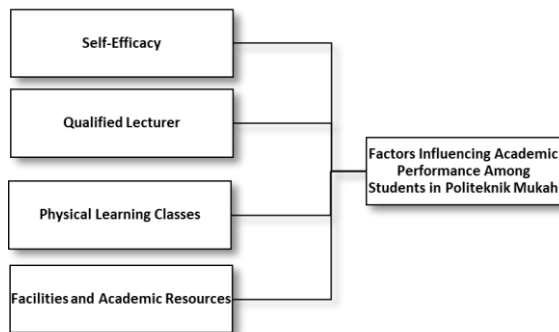 Self-Efficacy
Qualified Lecturer
Physical Learning Classes
Facilities and Academic Resources
Factors Influencing Academic
Performance Among
Students in Politeknik Mukah